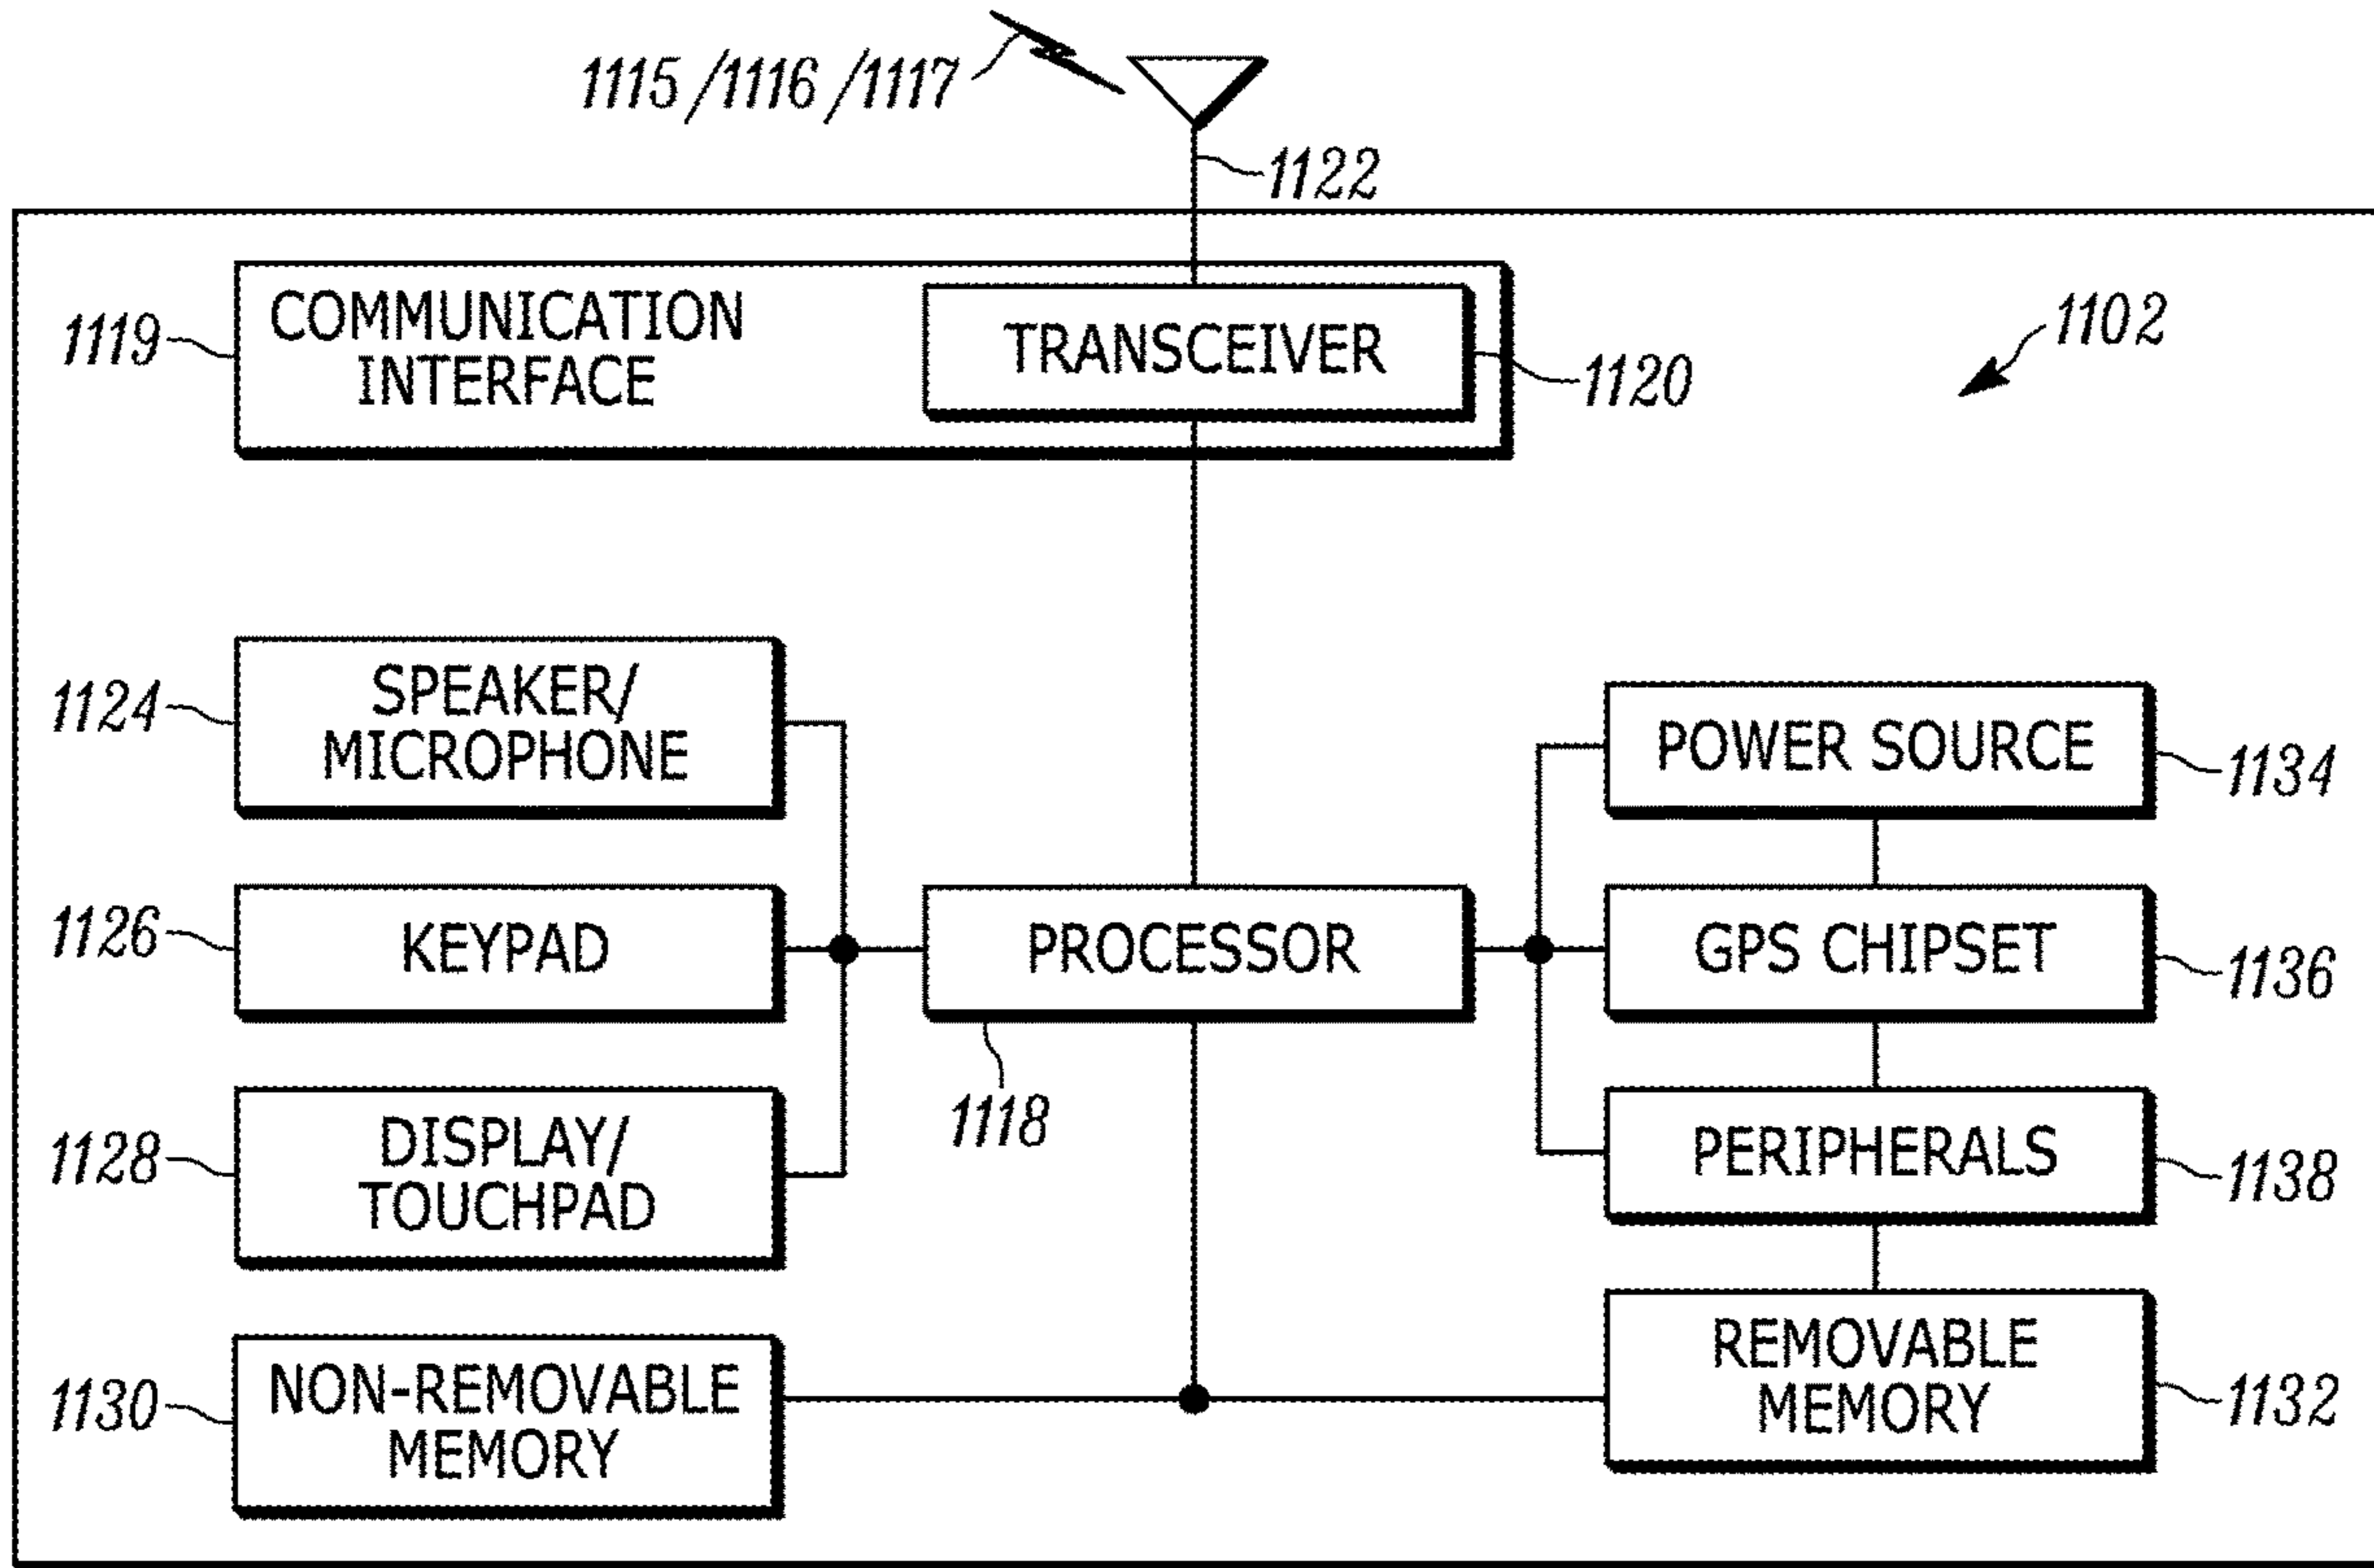 1115/1116/1117
1122
COMMUNICATION
INTERFACE
1119
TRANSCEIVER
1120
1102
SPEAKER/
MICROPHONE
1124
POWER SOURCE
1134
KEYPAD
1126
PROCESSOR
1118
GPS CHIPSET
1136
DISPLAY/
TOUCHPAD
1128
PERIPHERALS
1138
NON-REMOVABLE
MEMORY
1130
REMOVABLE
MEMORY
1132